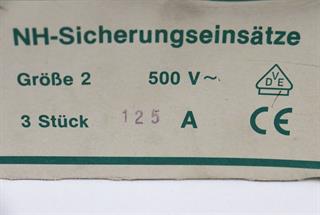 NH-Sicherungseinsätze
Größe 2 500 V~ VDE
3 Stück 125 A CE